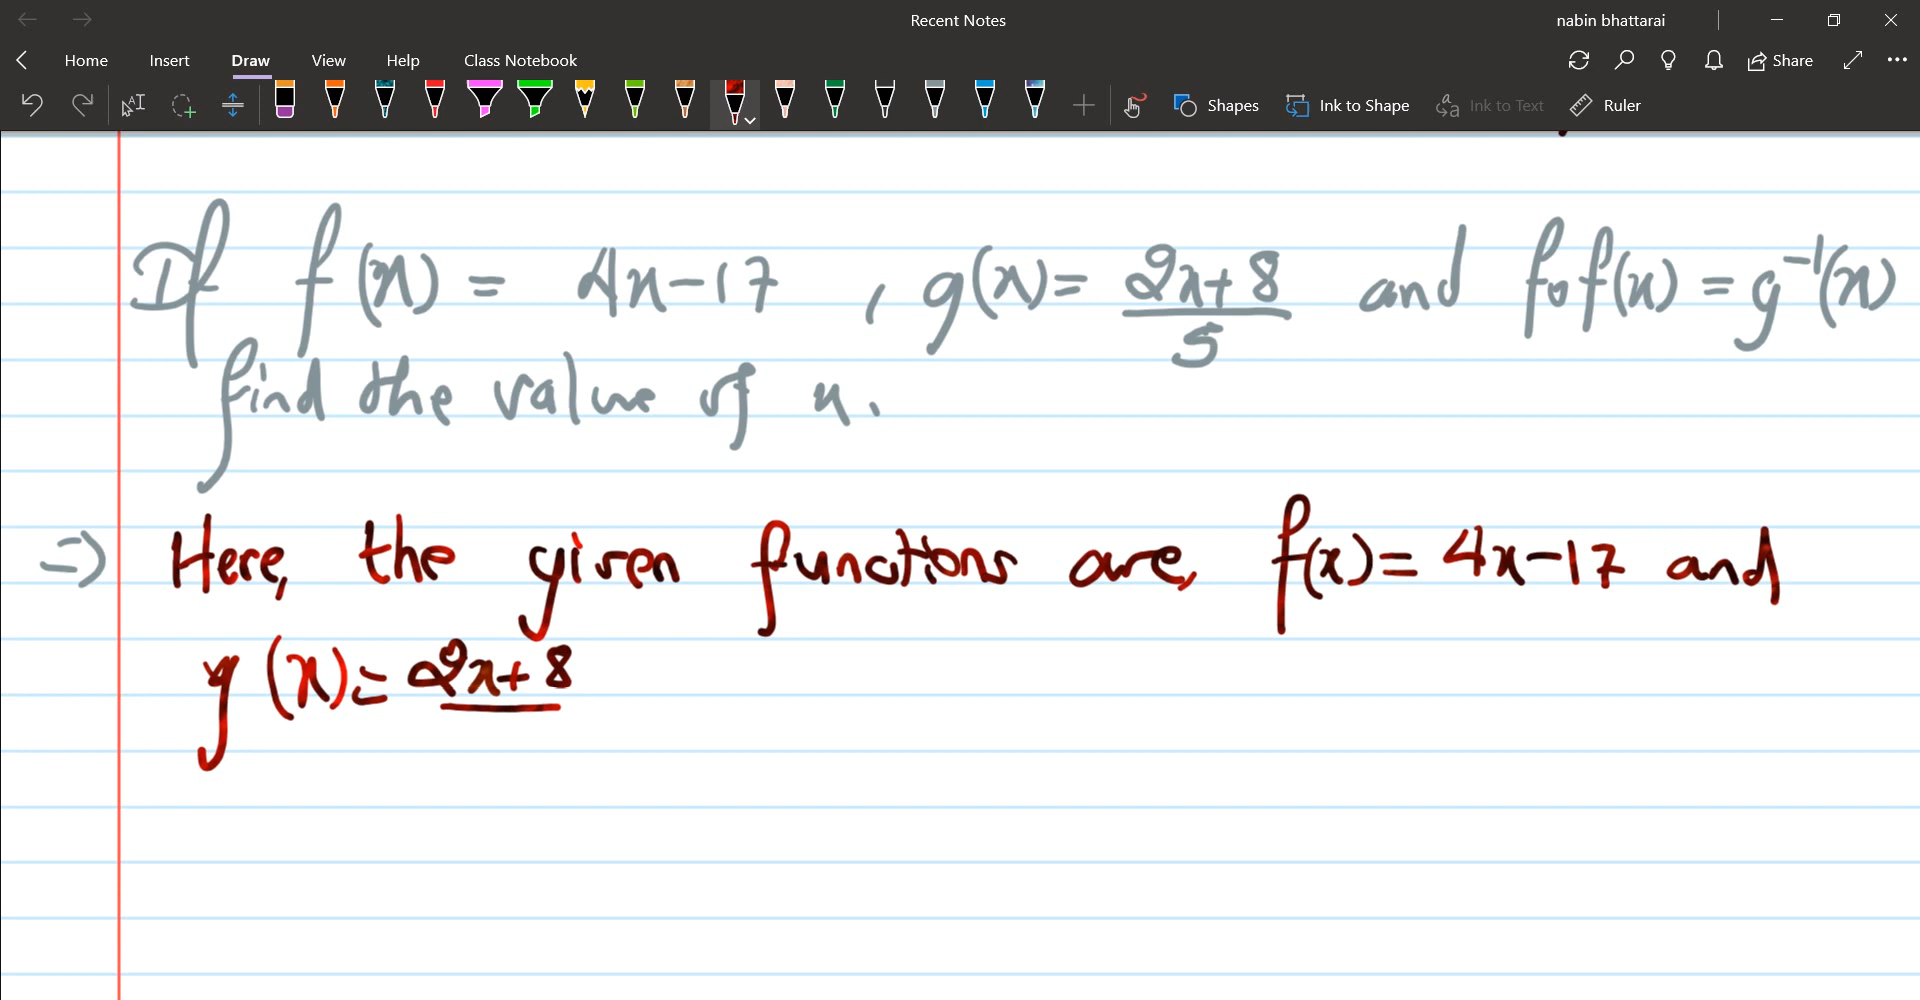 Recent Notes
nabin bhattarai
Home Insert Draw View Help Class Notebook
Share
Shapes Ink to Shape Ink to Text Ruler
If f(x) = 4x-17 , g(x)= 2x+8/5 and fof(x) = g⁻¹(x)
find the value of x.
=> Here, the given functions are, f(x)= 4x-17 and
g(x)= 2x+8